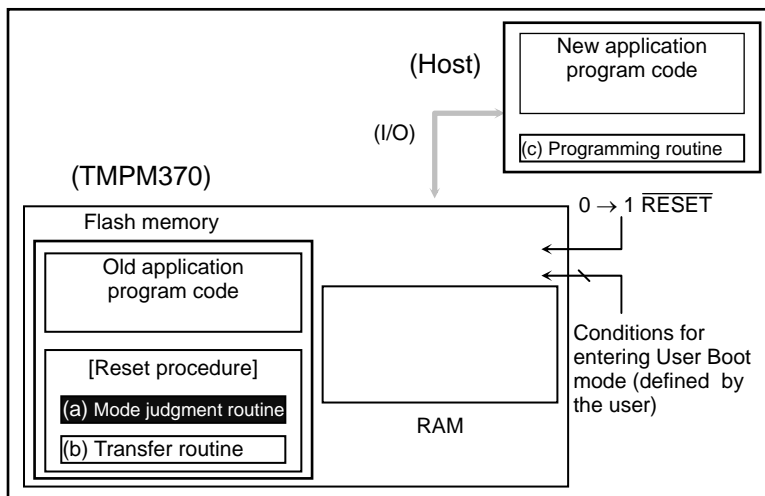 (Host)
New application
program code
(c) Programming routine
(I/O)
(TMPM370)
Flash memory
Old application
program code
[Reset procedure]
(a) Mode judgment routine
(b) Transfer routine
RAM
0 → 1 R̅E̅S̅E̅T̅
Conditions for
entering User Boot
mode (defined by
the user)